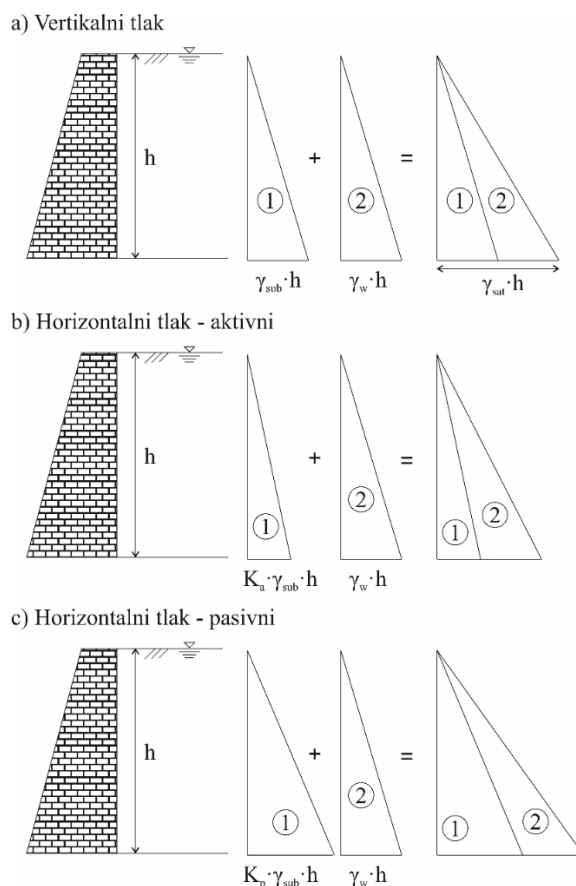 a) Vertikalni tlak
h
+
=
1
2
1
2
γsub·h
γw·h
γsat·h
b) Horizontalni tlak - aktivni
h
+
=
1
2
1
2
Ka·γsub·h
γw·h
c) Horizontalni tlak - pasivni
h
+
=
1
2
1
2
Kp·γsub·h
γw·h